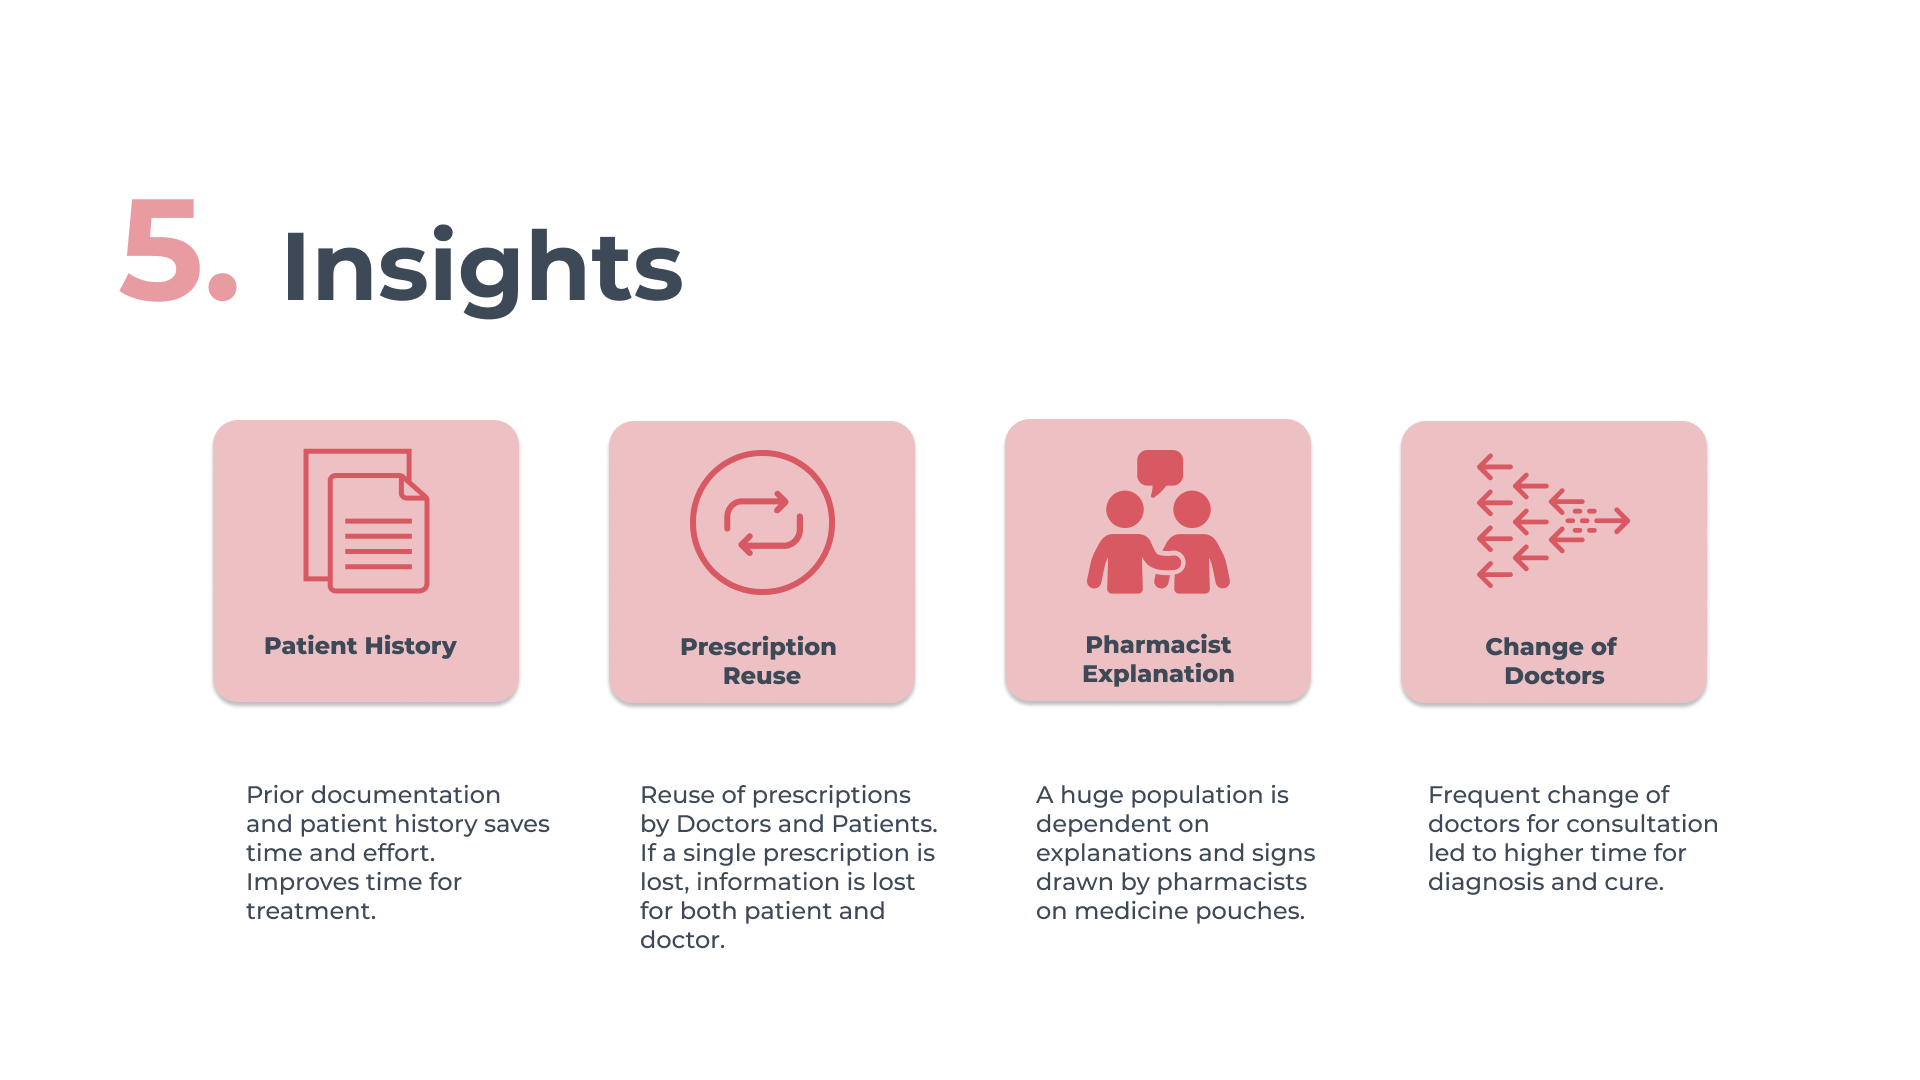 5. Insights
Patient History
Prescription
Reuse
Pharmacist
Explanation
Change of
Doctors
Prior documentation
and patient history saves
time and effort.
Improves time for
treatment.
Reuse of prescriptions
by Doctors and Patients.
If a single prescription is
lost, information is lost
for both patient and
doctor.
A huge population is
dependent on
explanations and signs
drawn by pharmacists
on medicine pouches.
Frequent change of
doctors for consultation
led to higher time for
diagnosis and cure.